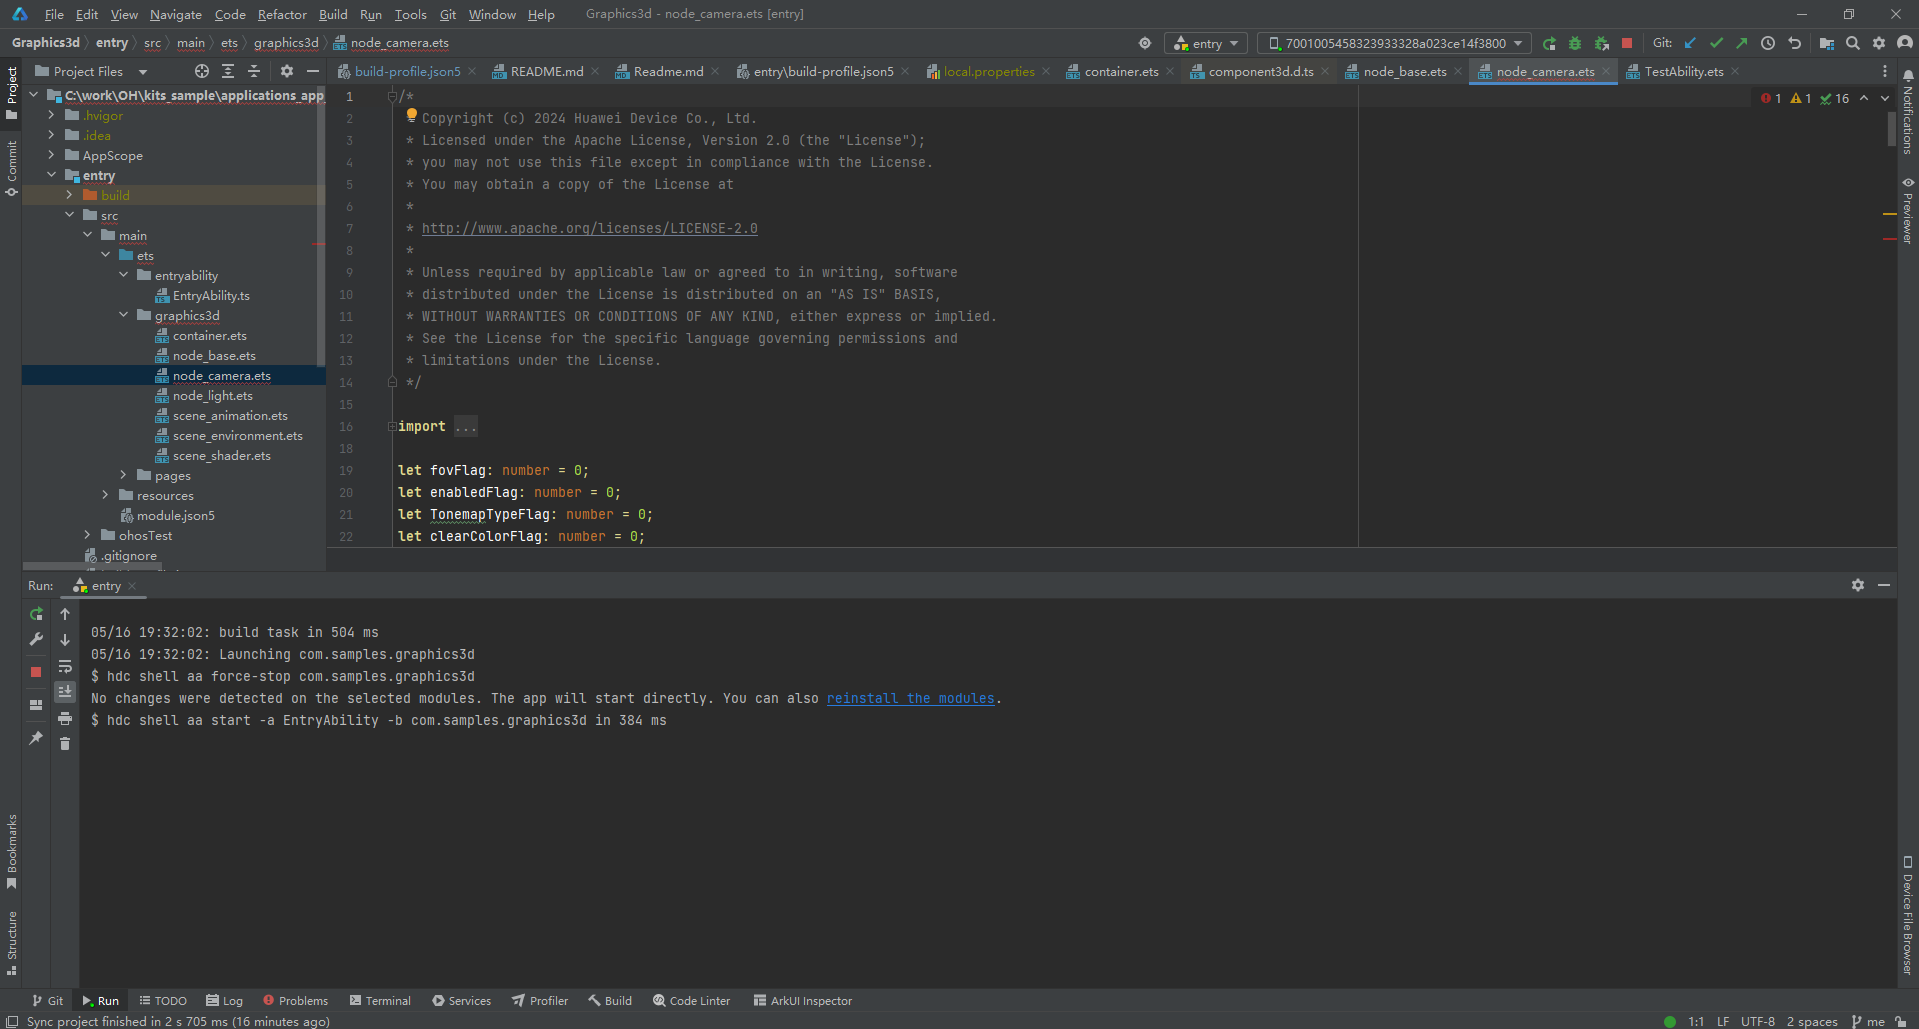 File Edit View Navigate Code Refactor Build Run Tools Git Window Help Graphics3d - node_camera.ets [entry]
Graphics3d entry src main ets graphics3d node_camera.ets entry 7001005458323933328a023ce14f3800 Git:
Project Files
build-profile.json5 README.md Readme.md entry\build-profile.json5 local.properties container.ets component3d.d.ts node_base.ets node_camera.ets TestAbility.ets
Project
Commit
Bookmarks
Structure
C:\work\OH\kits_sample\applications_app
.hvigor
.idea
AppScope
entry
build
src
main
ets
entryability
EntryAbility.ts
graphics3d
container.ets
node_base.ets
node_camera.ets
node_light.ets
scene_animation.ets
scene_environment.ets
scene_shader.ets
pages
resources
module.json5
ohosTest
.gitignore
1 /*
2 Copyright (c) 2024 Huawei Device Co., Ltd.
3 * Licensed under the Apache License, Version 2.0 (the "License");
4 * you may not use this file except in compliance with the License.
5 * You may obtain a copy of the License at
6 *
7 * http://www.apache.org/licenses/LICENSE-2.0
8 *
9 * Unless required by applicable law or agreed to in writing, software
10 * distributed under the License is distributed on an "AS IS" BASIS,
11 * WITHOUT WARRANTIES OR CONDITIONS OF ANY KIND, either express or implied.
12 * See the License for the specific language governing permissions and
13 * limitations under the License.
14 */
15
16 import ...
18
19 let fovFlag: number = 0;
20 let enabledFlag: number = 0;
21 let TonemapTypeFlag: number = 0;
22 let clearColorFlag: number = 0;
1 1 16
Notifications
Previewer
Device File Browser
Run: entry
05/16 19:32:02: build task in 504 ms
05/16 19:32:02: Launching com.samples.graphics3d
$ hdc shell aa force-stop com.samples.graphics3d
No changes were detected on the selected modules. The app will start directly. You can also reinstall the modules.
$ hdc shell aa start -a EntryAbility -b com.samples.graphics3d in 384 ms
Git Run TODO Log Problems Terminal Services Profiler Build Code Linter ArkUI Inspector
Sync project finished in 2 s 705 ms (16 minutes ago) 1:1 LF UTF-8 2 spaces me